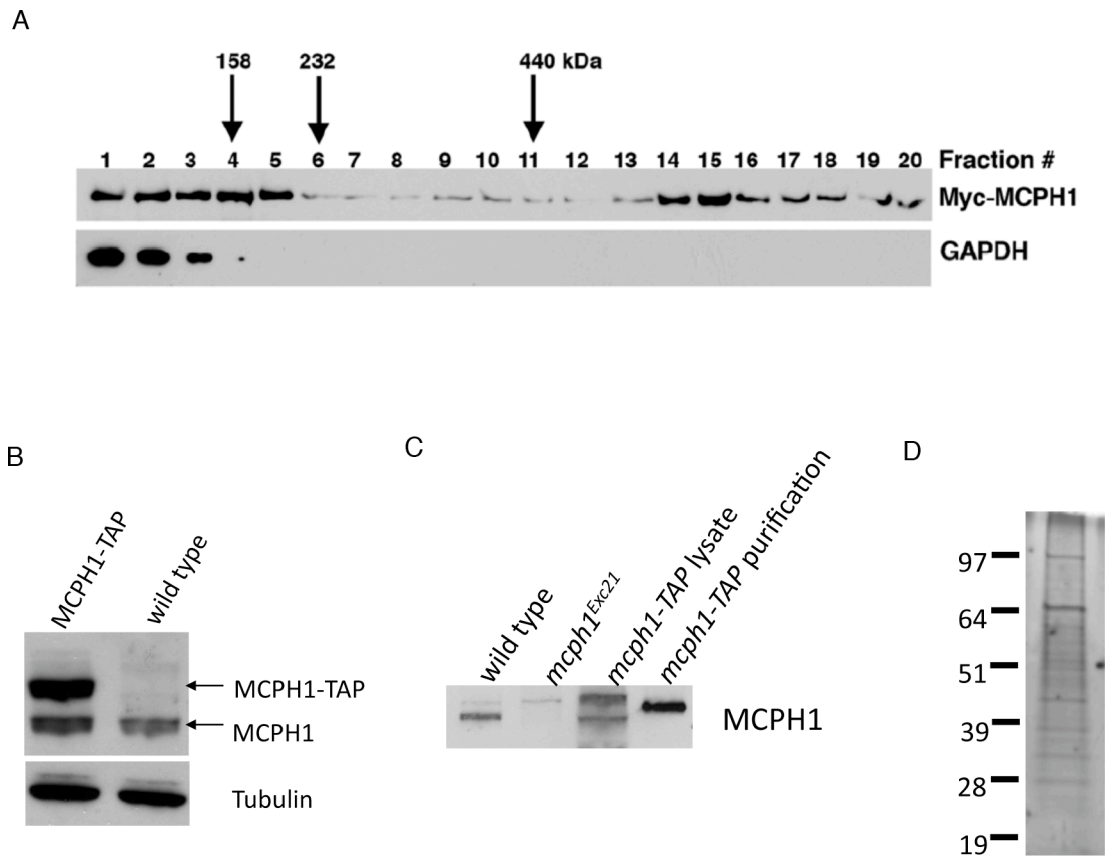 A
158 232 440 kDa
1 2 3 4 5 6 7 8 9 10 11 12 13 14 15 16 17 18 19 20 Fraction #
Myc-MCPH1
GAPDH
B
MCPH1-TAP
wild type
MCPH1-TAP
MCPH1
Tubulin
C
wild type
mcph1Exc21
mcph1-TAP lysate
mcph1-TAP purification
MCPH1
D
97
64
51
39
28
19